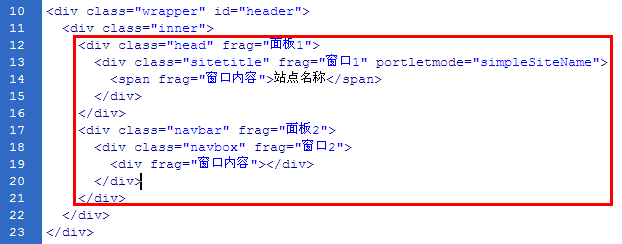 10 <div class="wrapper" id="header">
11 <div class="inner">
12 <div class="head" frag="面板1">
13 <div class="sitetitle" frag="窗口1" portletmode="simpleSiteName">
14 <span frag="窗口内容">站点名称</span>
15 </div>
16 </div>
17 <div class="navbar" frag="面板2">
18 <div class="navbox" frag="窗口2">
19 <div frag="窗口内容"></div>
20 </div>
21 </div>
22 </div>
23 </div>